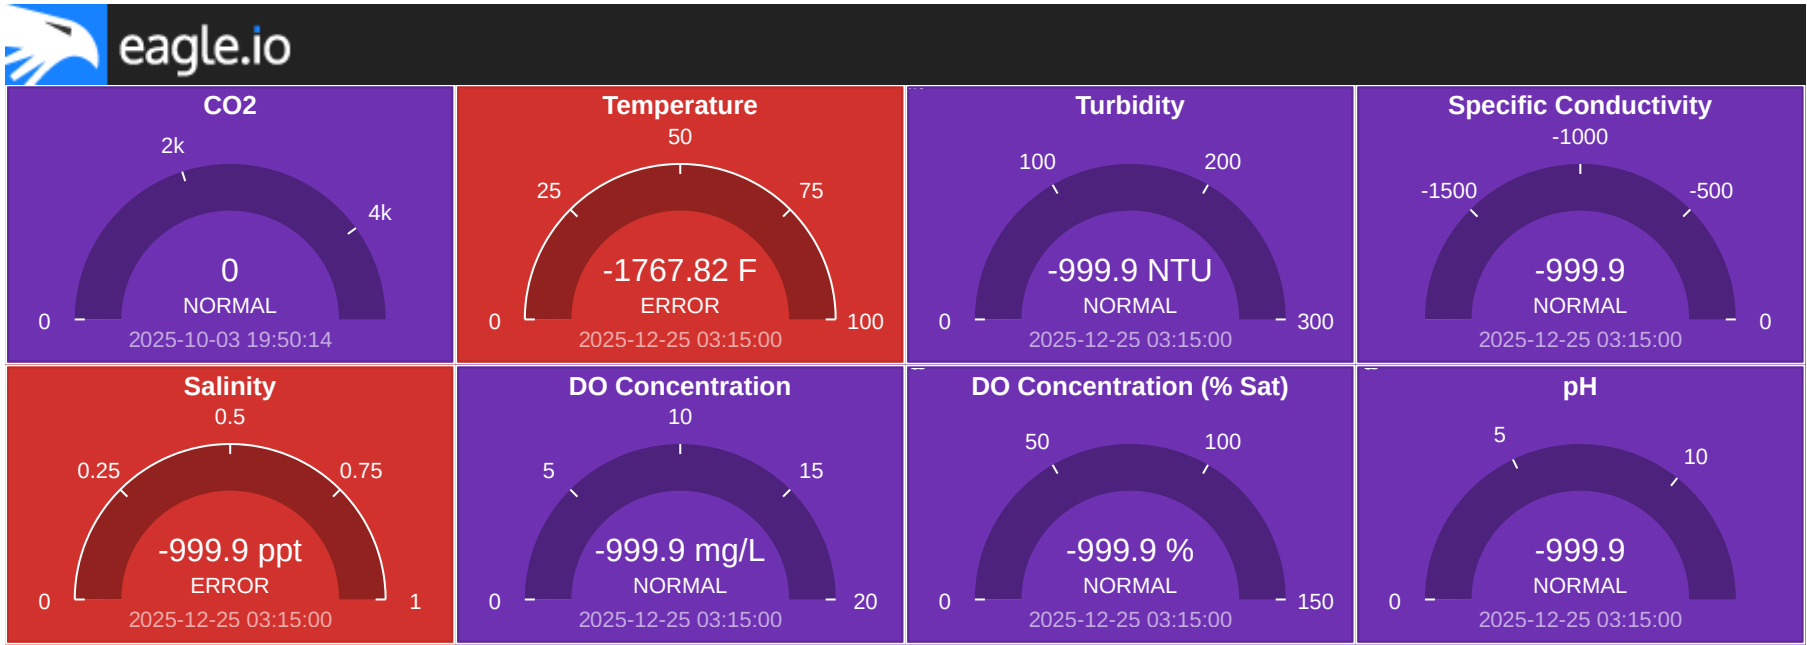 eagle.io
CO2
2k
4k
0
NORMAL
0
2025-10-03 19:50:14
Temperature
50
25
75
-1767.82 F
ERROR
0
100
2025-12-25 03:15:00
Turbidity
100
200
-999.9 NTU
NORMAL
0
300
2025-12-25 03:15:00
Specific Conductivity
-1000
-1500
-500
-999.9
NORMAL
0
2025-12-25 03:15:00
Salinity
0.5
0.25
0.75
-999.9 ppt
ERROR
0
1
2025-12-25 03:15:00
DO Concentration
10
5
15
-999.9 mg/L
NORMAL
0
20
2025-12-25 03:15:00
DO Concentration (% Sat)
50
100
-999.9 %
NORMAL
0
150
2025-12-25 03:15:00
pH
5
10
-999.9
NORMAL
0
2025-12-25 03:15:00